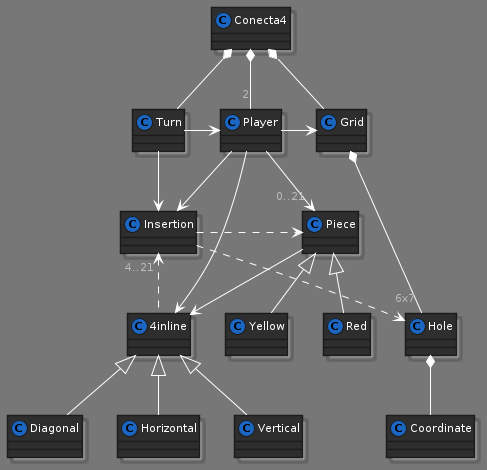 C Conecta4
2
C Turn
C Player
C Grid
0..21
C Insertion
C Piece
4..21
6x7
C 4inline
C Yellow
C Red
C Hole
C Diagonal
C Horizontal
C Vertical
C Coordinate